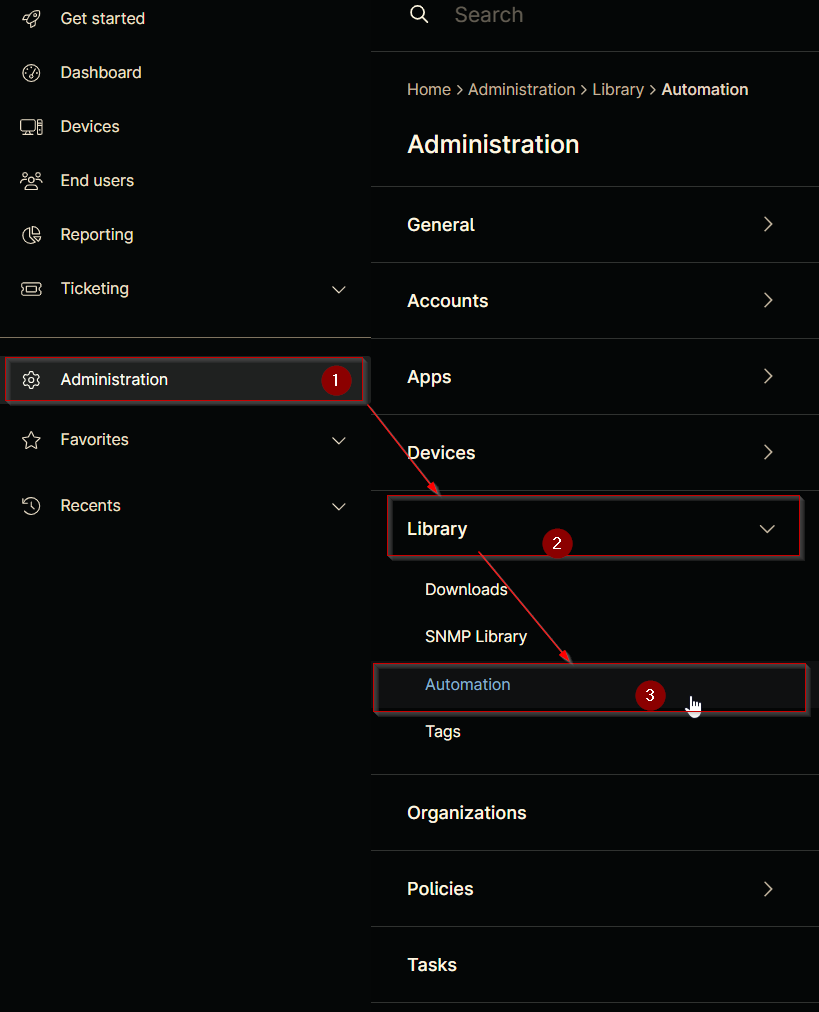 Get started
Dashboard
Devices
End users
Reporting
Ticketing
Administration 1
Favorites
Recents
Search
Home > Administration > Library > Automation
Administration
General
Accounts
Apps
Devices
Library 2
Downloads
SNMP Library
Automation 3
Tags
Organizations
Policies
Tasks